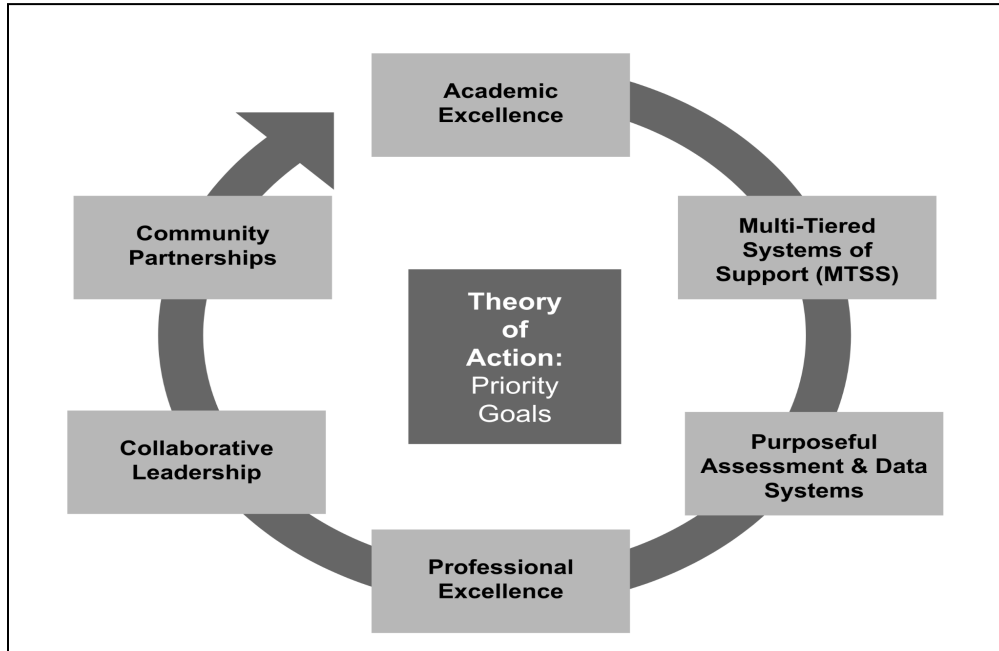 Academic
Excellence
Multi-Tiered
Systems of
Support (MTSS)
Purposeful
Assessment & Data
Systems
Professional
Excellence
Collaborative
Leadership
Community
Partnerships
Theory
of
Action:
Priority
Goals